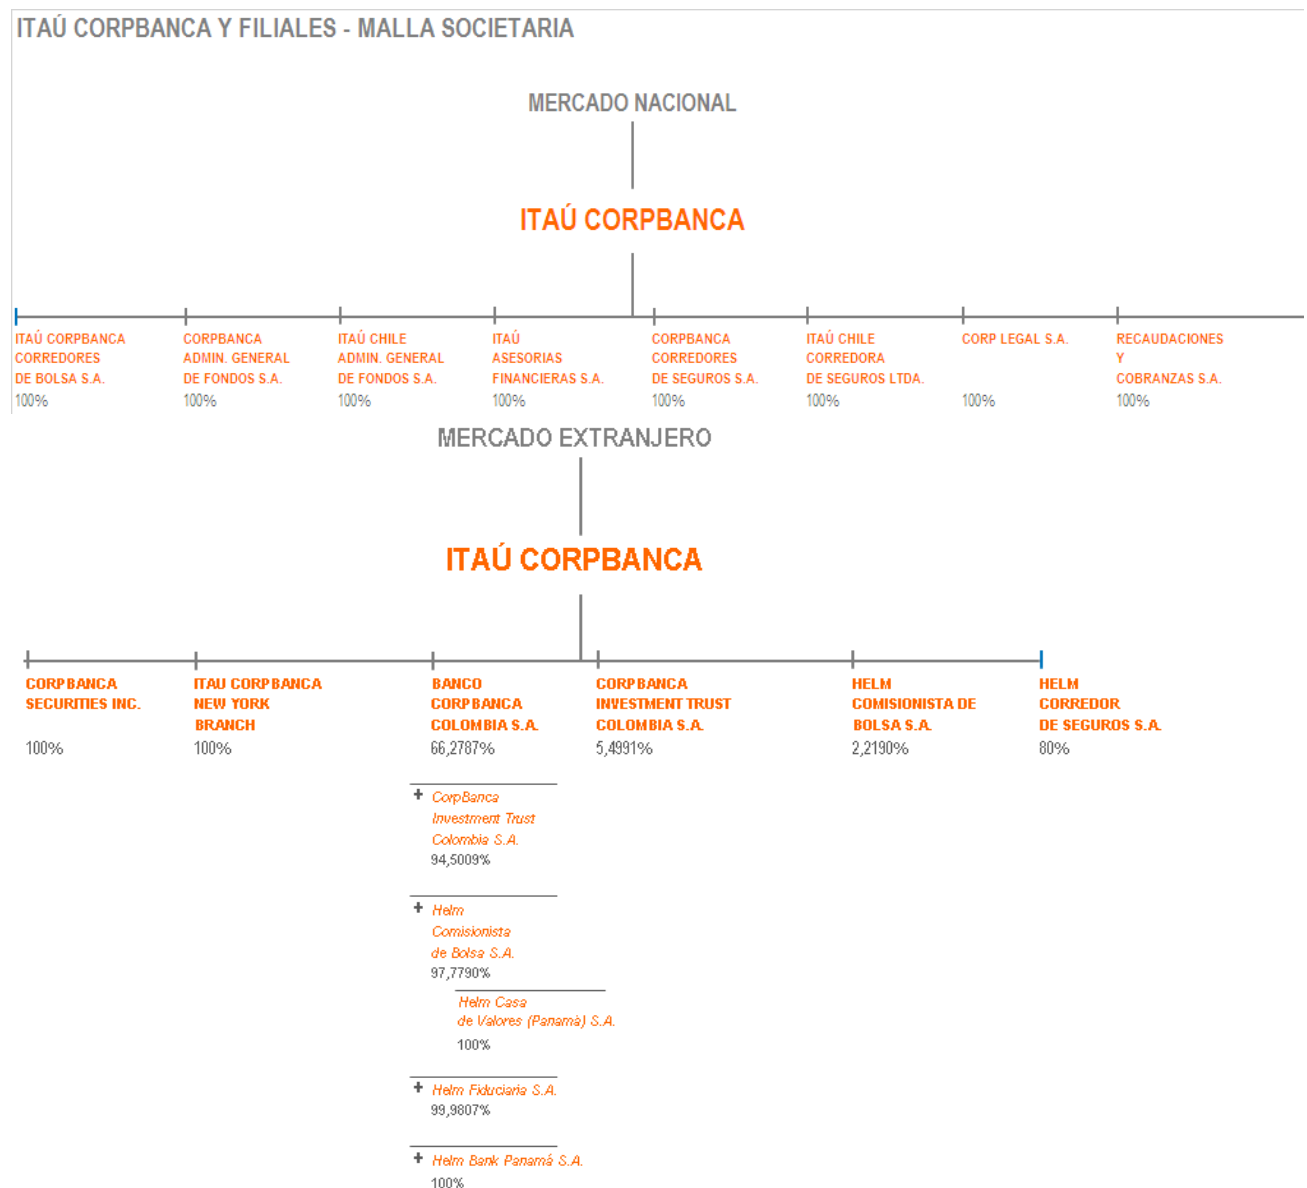 ITAÚ CORPBANCA Y FILIALES - MALLA SOCIETARIA
MERCADO NACIONAL
ITAÚ CORPBANCA
ITAÚ CORPBANCA
CORREDORES
DE BOLSA S.A.
100%
CORPBANCA
ADMIN. GENERAL
DE FONDOS S.A.
100%
ITAÚ CHILE
ADMIN. GENERAL
DE FONDOS S.A.
100%
ITAÚ
ASESORIAS
FINANCIERAS S.A.
100%
CORPBANCA
CORREDORES
DE SEGUROS S.A.
100%
ITAÚ CHILE
CORREDORA
DE SEGUROS LTDA.
100%
CORP LEGAL S.A.
100%
RECAUDACIONES
Y
COBRANZAS S.A.
100%
MERCADO EXTRANJERO
ITAÚ CORPBANCA
CORPBANCA
SECURITIES INC.
100%
ITAU CORPBANCA
NEW YORK
BRANCH
100%
BANCO
CORPBANCA
COLOMBIA S.A.
66,2787%
CORPBANCA
INVESTMENT TRUST
COLOMBIA S.A.
5,4991%
HELM
COMISIONISTA DE
BOLSA S.A.
2,2190%
HELM
CORREDOR
DE SEGUROS S.A.
80%
+ CorpBanca
Investment Trust
Colombia S.A.
94,5009%
+ Helm
Comisionista
de Bolsa S.A.
97,7790%
Helm Casa
de Valores (Panamá) S.A.
100%
+ Helm Fiduciaria S.A.
99,9807%
+ Helm Bank Panamá S.A.
100%